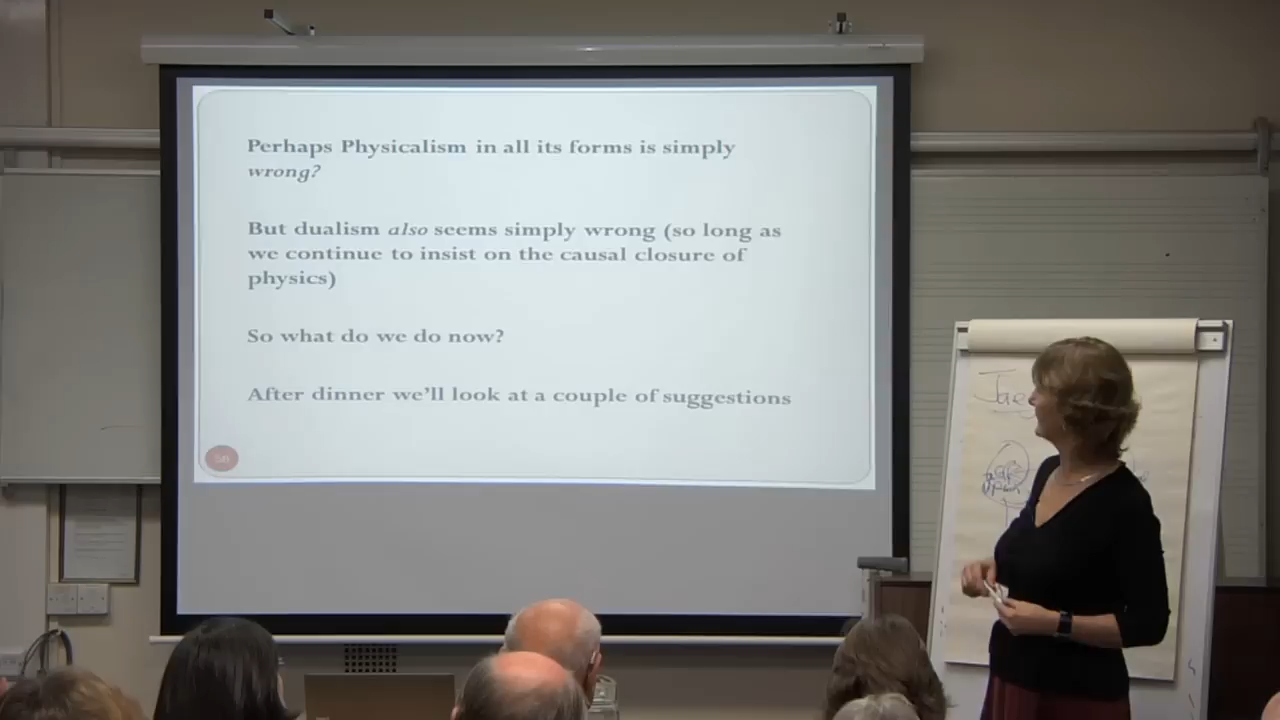 Perhaps Physicalism in all its forms is simply
wrong?
But dualism also seems simply wrong (so long as
we continue to insist on the causal closure of
physics)
So what do we do now?
After dinner we'll look at a couple of suggestions